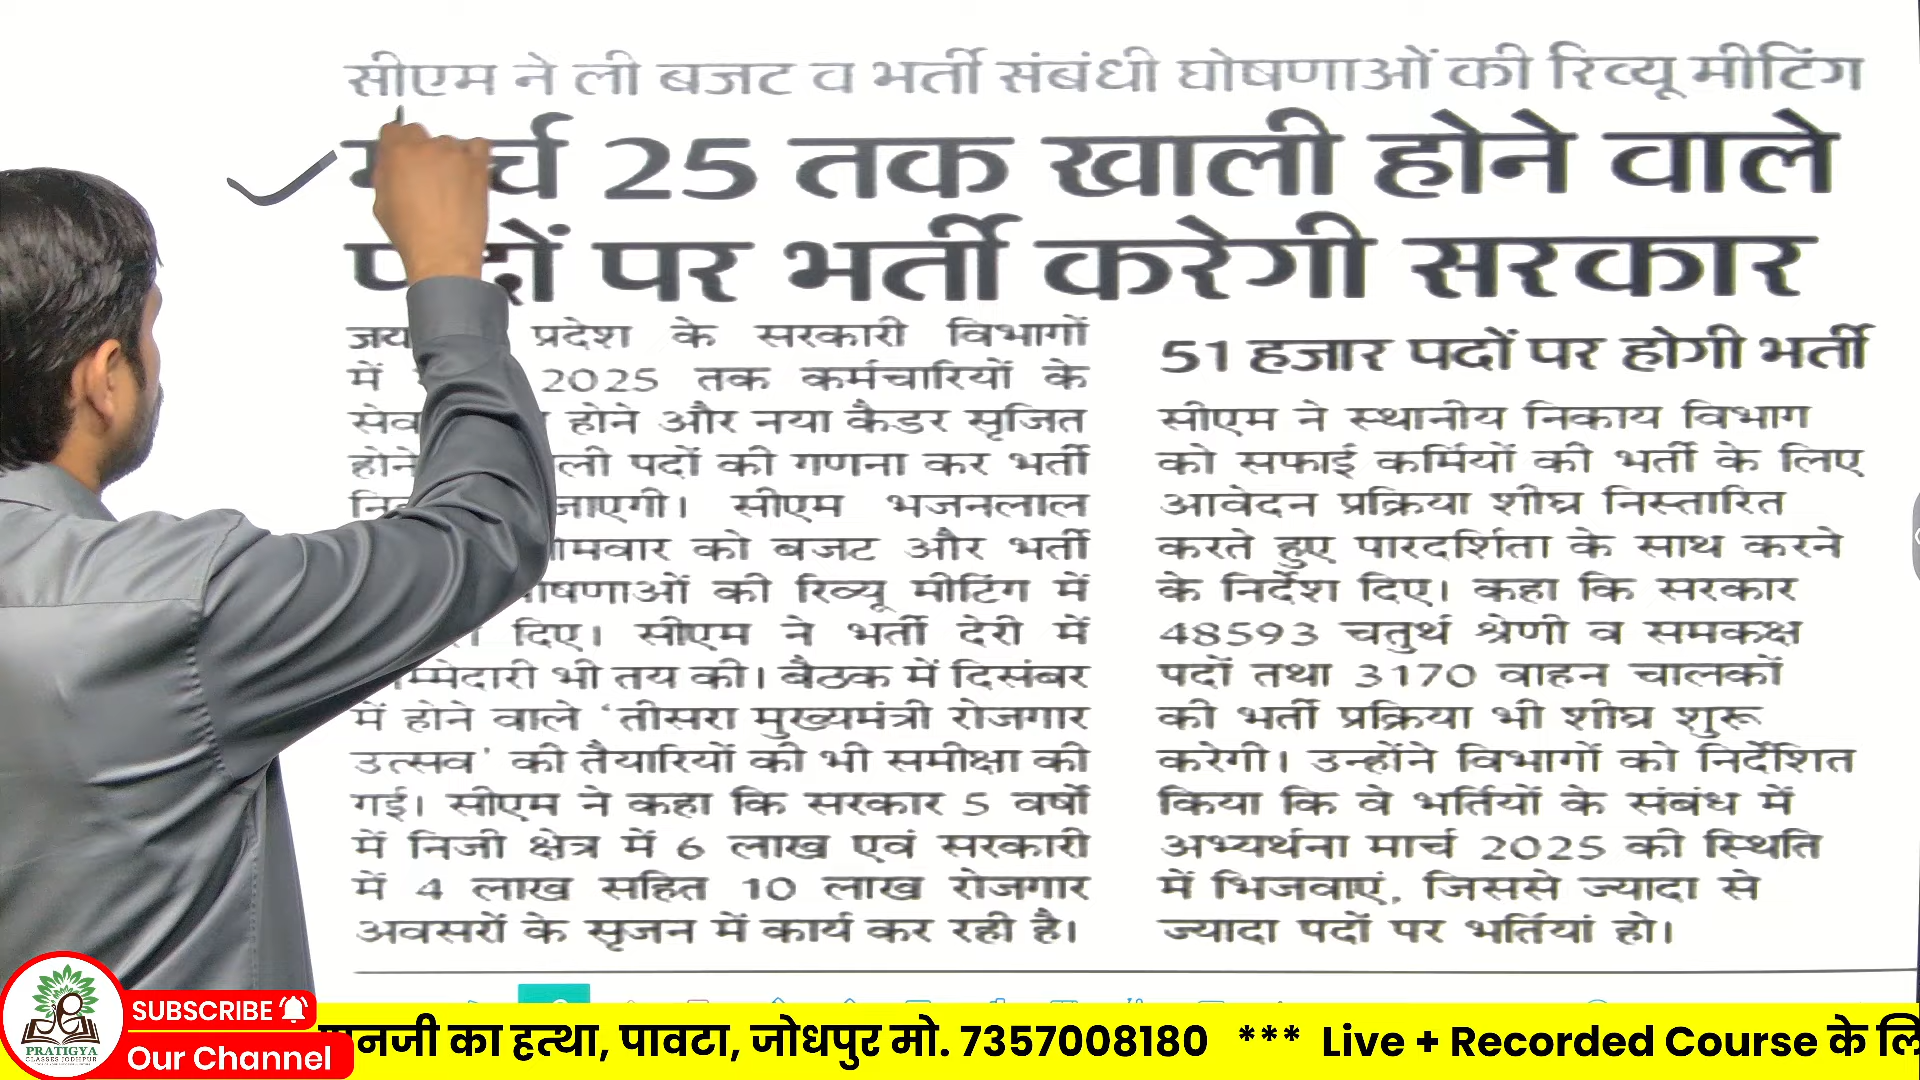 सीएम ने ली बजट व भर्ती संबंधी घोषणाओं की रिव्यू मीटिंग
25 तक खाली होने वाले
पर भर्ती करेगी सरकार
प्रदेश के सरकारी विभागों
में 2025 तक कर्मचारियों के
होने और नया कैडर सृजित
पदों की गणना कर भर्ती
जाएगी। सीएम भजनलाल
को बजट और भर्ती
की रिव्यू मीटिंग में
दिए। सीएम ने भर्ती देरी में
भी तय की। बैठक में दिसंबर
में होने वाले 'तीसरा मुख्यमंत्री रोजगार
उत्सव' की तैयारियों की भी समीक्षा की
गई। सीएम ने कहा कि सरकार 5 वर्षों
में निजी क्षेत्र में 6 लाख एवं सरकारी
में 4 लाख सहित 10 लाख रोजगार
अवसरों के सृजन में कार्य कर रही है।
51 हजार पदों पर होगी भर्ती
सीएम ने स्थानीय निकाय विभाग
को सफाई कर्मियों की भर्ती के लिए
आवेदन प्रक्रिया शीघ्र निस्तारित
करते हुए पारदर्शिता के साथ करने
के निर्देश दिए। कहा कि सरकार
48593 चतुर्थ श्रेणी व समकक्ष
पदों तथा 3170 वाहन चालकों
की भर्ती प्रक्रिया भी शीघ्र शुरू
करेगी। उन्होंने विभागों को निर्देशित
किया कि वे भर्तियों के संबंध में
अभ्यर्थना मार्च 2025 की स्थिति
में भिजवाएं, जिससे ज्यादा से
ज्यादा पदों पर भर्तियां हो।
PRATIGYA
CLASSES JODHPUR
SUBSCRIBE
Our Channel
का हत्था, पावटा, जोधपुर मो. 7357008180 *** Live + Recorded Course के